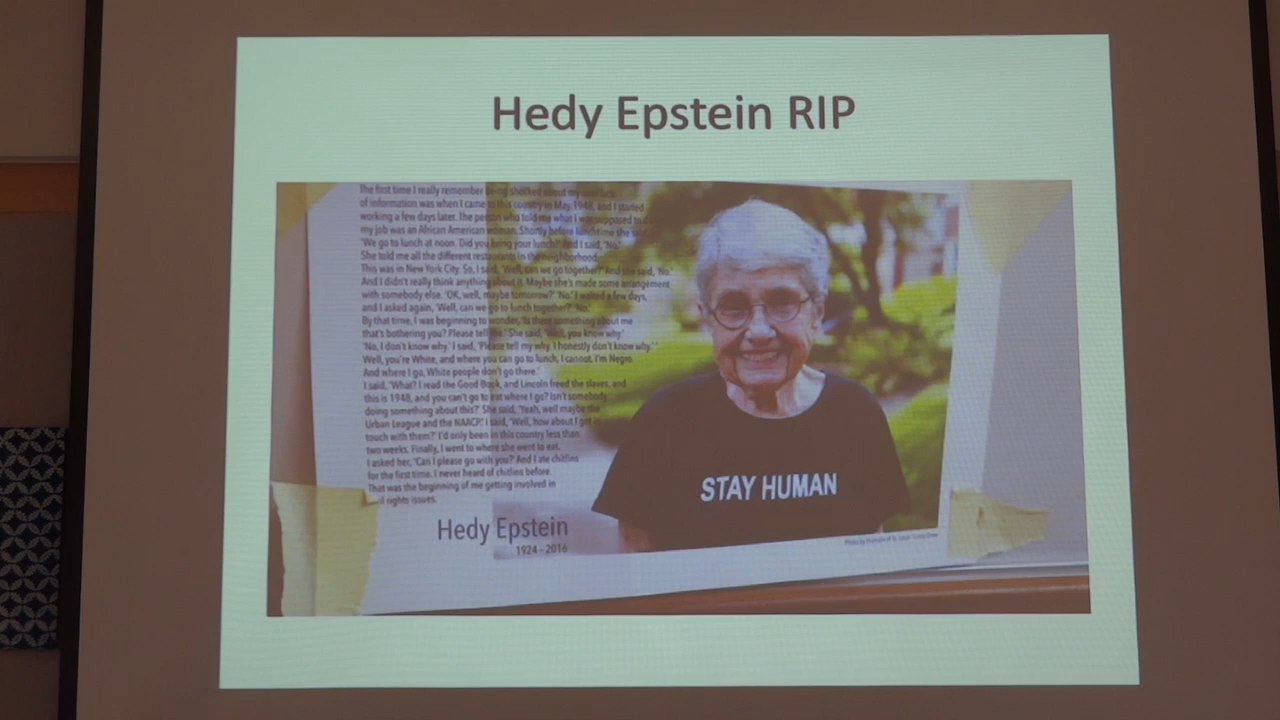 Hedy Epstein RIP
The first time I really remember being shocked about my
of information was when I came to this country in May, 1948, and I started
working a few days later. The person who told me what I was supposed to
my job was an African American woman. Shortly before lunchtime she
'We go to lunch at noon. Did you bring your lunch?' And I said, 'No.'
She told me all the different restaurants in the neighborhood.
This was in New York City. So, I said, 'Well, can we go together?' And she said, 'No.'
And I didn't really think anything about it. Maybe she's made some arrangement
with somebody else. 'OK, well, maybe tomorrow?' 'No.' I waited a few days,
and I asked again, 'Well, can we go to lunch together?' 'No.'
By that time, I was beginning to wonder, 'Is there something about me
that's bothering you? Please tell me.' She said, 'Well, you know why.'
'No, I don't know why.' I said, 'Please tell my why. I honestly don't know why.'
Well, you're White, and where you can go to lunch, I cannot. I'm Negro.
And where I go, White people don't go there.'
I said, 'What? I read the Good Book, and Lincoln freed the slaves, and
this is 1948, and you can't go to eat where I go? Isn't somebody
doing something about this?' She said, 'Yeah, well maybe the
Urban League and the NAACP.' I said, 'Well, how about I get in
touch with them?' I'd only been in this country less than
two weeks. Finally, I went to where she went to eat.
I asked her, 'Can I please go with you?' And I ate chitlins
for the first time. I never heard of chitlins before.
That was the beginning of me getting involved in
rights issues.
Hedy Epstein
1924 - 2016
Photo by Humans of St. Louis
STAY HUMAN